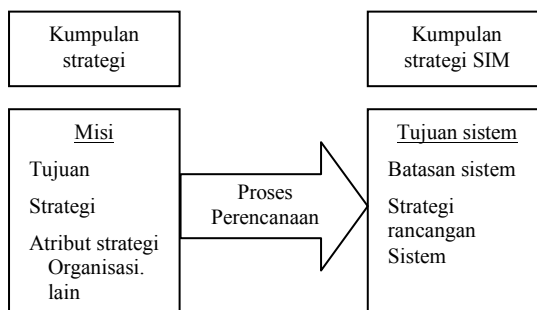 Kumpulan
strategi
Kumpulan
strategi SIM
Misi
Tujuan
Strategi
Atribut strategi
Organisasi.
lain
Proses
Perencanaan
Tujuan sistem
Batasan sistem
Strategi
rancangan
Sistem